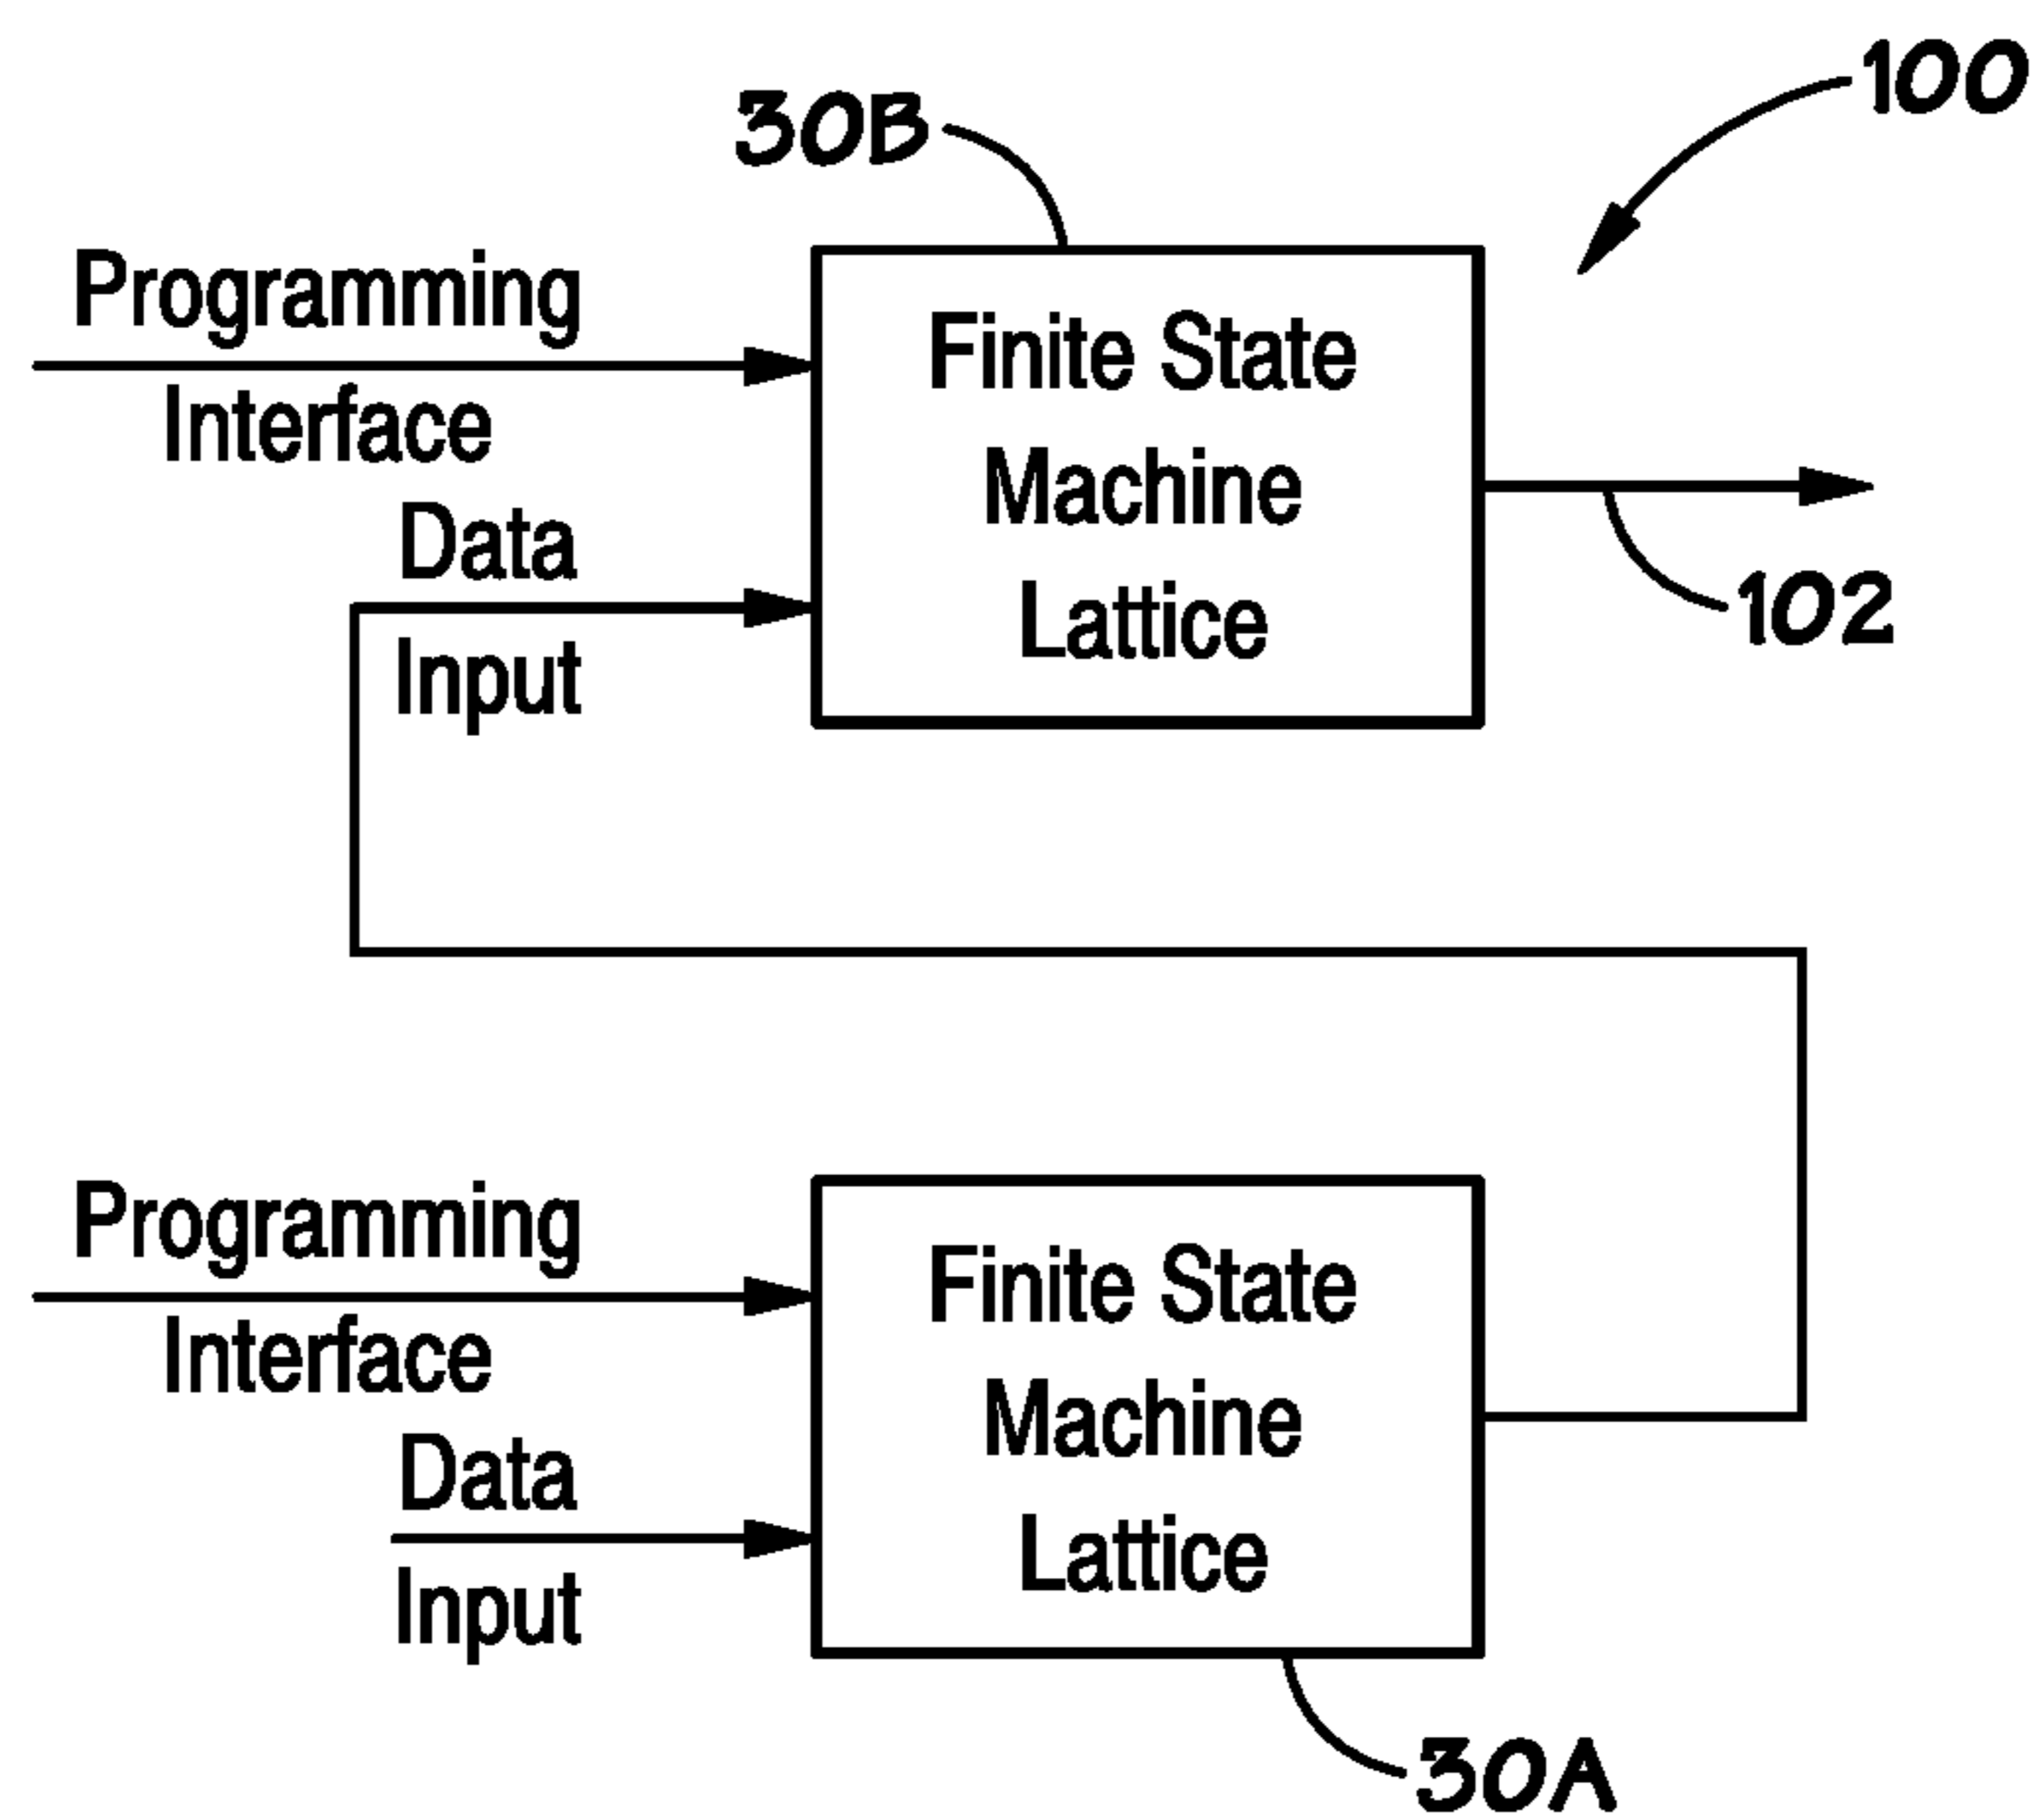 100
30B
Programming
Interface
Data
Input
Finite State
Machine
Lattice
102
Programming
Interface
Data
Input
Finite State
Machine
Lattice
30A